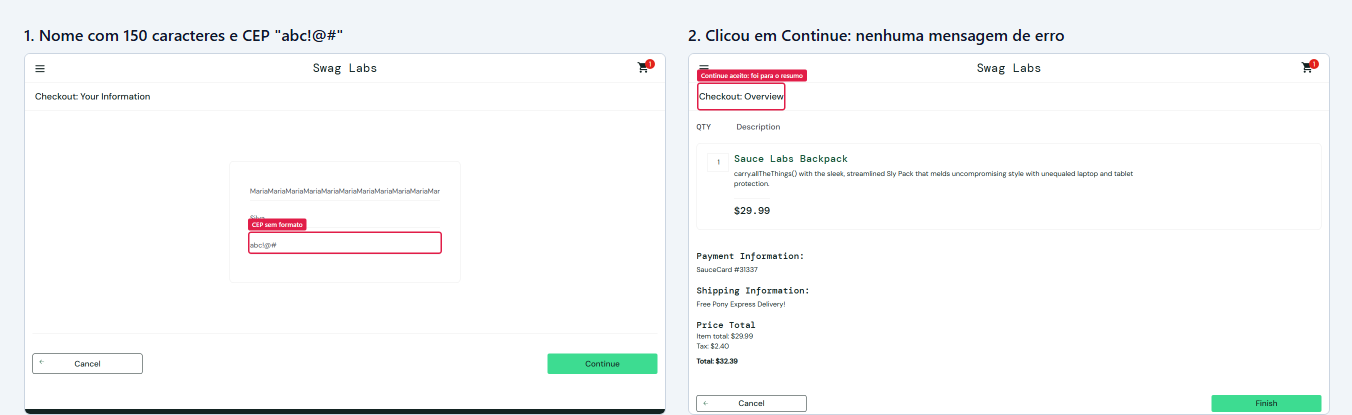 1. Nome com 150 caracteres e CEP "abc!@#"
Swag Labs
1
Checkout: Your Information
MariaMariaMariaMariaMariaMariaMariaMariaMariaMariaMar
Silva
CEP sem formato
abc!@#
← Cancel
Continue
2. Clicou em Continue: nenhuma mensagem de erro
Swag Labs
1
Continue aceito: foi para o resumo
Checkout: Overview
QTY Description
1
Sauce Labs Backpack
carry.allTheThings() with the sleek, streamlined Sly Pack that melds uncompromising style with unequaled laptop and tablet
protection.
$29.99
Payment Information:
SauceCard #31337
Shipping Information:
Free Pony Express Delivery!
Price Total
Item total: $29.99
Tax: $2.40
Total: $32.39
← Cancel
Finish